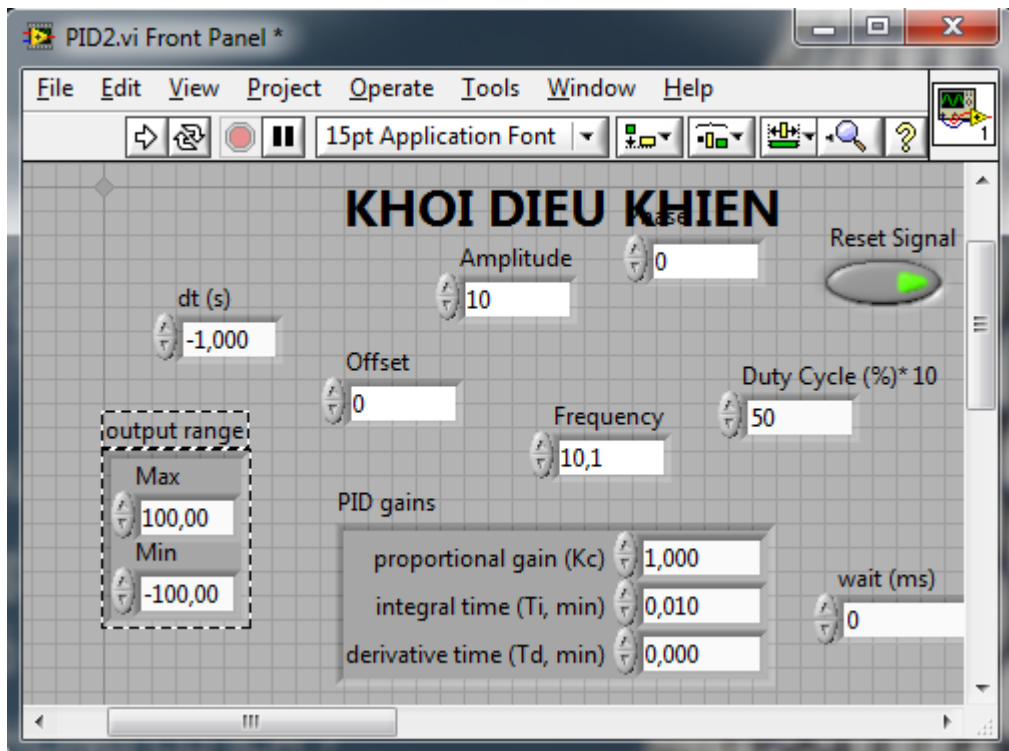 PID2.vi Front Panel *
File Edit View Project Operate Tools Window Help
15pt Application Font
1
KHOI DIEU KHIEN
Phase
0
Reset Signal
Amplitude
10
dt (s)
-1,000
Offset
0
Duty Cycle (%)* 10
50
Frequency
10,1
output range
Max
100,00
Min
-100,00
PID gains
proportional gain (Kc) 1,000
integral time (Ti, min) 0,010
derivative time (Td, min) 0,000
wait (ms)
0